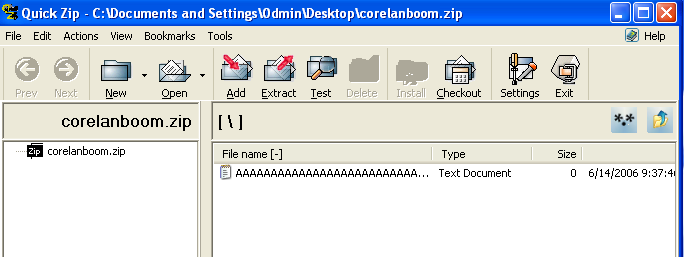 Quick Zip - C:\Documents and Settings\0dmin\Desktop\corelanboom.zip
File Edit Actions View Bookmarks Tools Help
Prev Next New Open Add Extract Test Delete Install Checkout Settings Exit
corelanboom.zip [ \ ] *.*
File name [-] Type Size
Zip corelanboom.zip
AAAAAAAAAAAAAAAAAAAAAAAAAAA... Text Document 0 6/14/2006 9:37:46